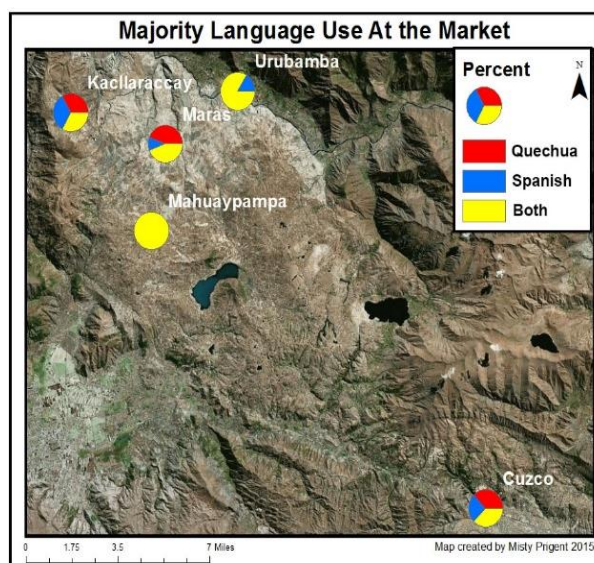 Majority Language Use At the Market
Urubamba
Kacllaraccay
Maras
Mahuaypampa
Cuzco
Percent
N
Quechua
Spanish
Both
0 1.75 3.5 7 Miles
Map created by Misty Prigent 2015